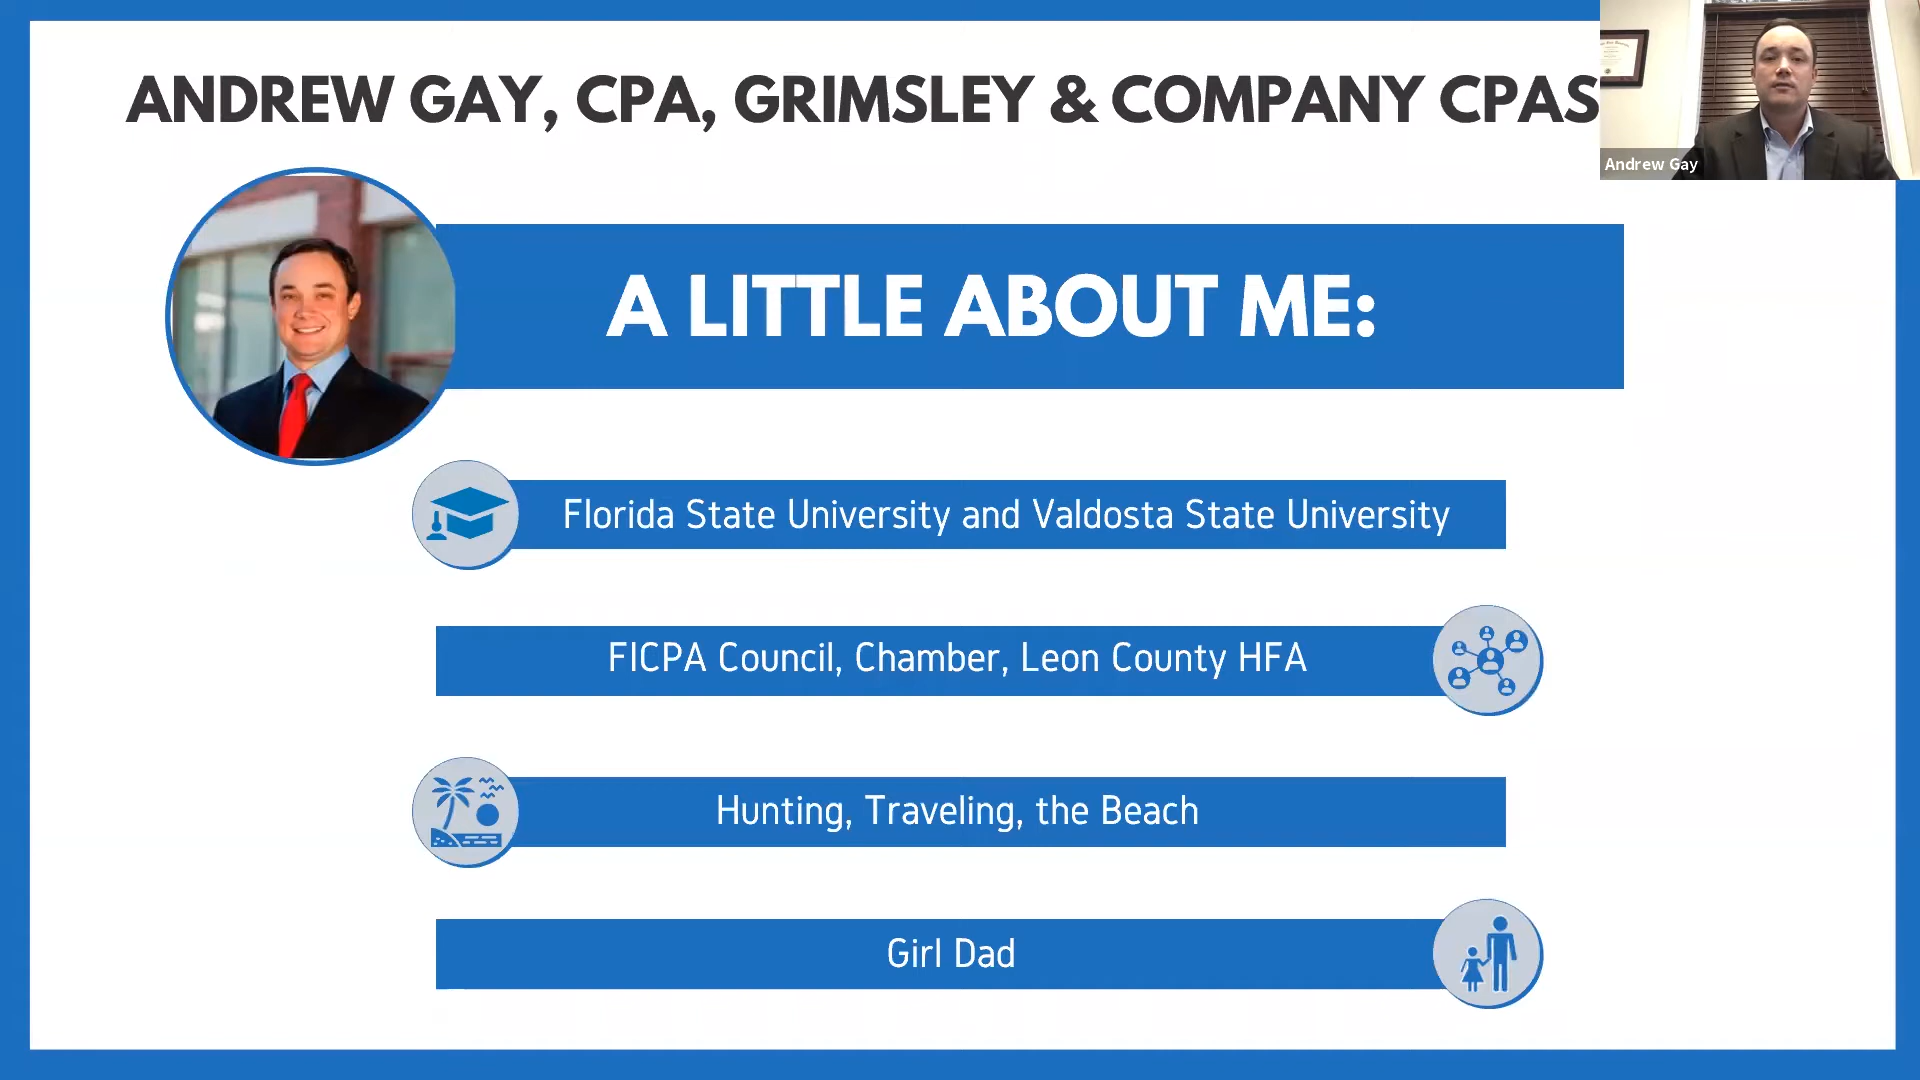 ANDREW GAY, CPA, GRIMSLEY & COMPANY CPAS
Andrew Gay
A LITTLE ABOUT ME:
Florida State University and Valdosta State University
FICPA Council, Chamber, Leon County HFA
Hunting, Traveling, the Beach
Girl Dad